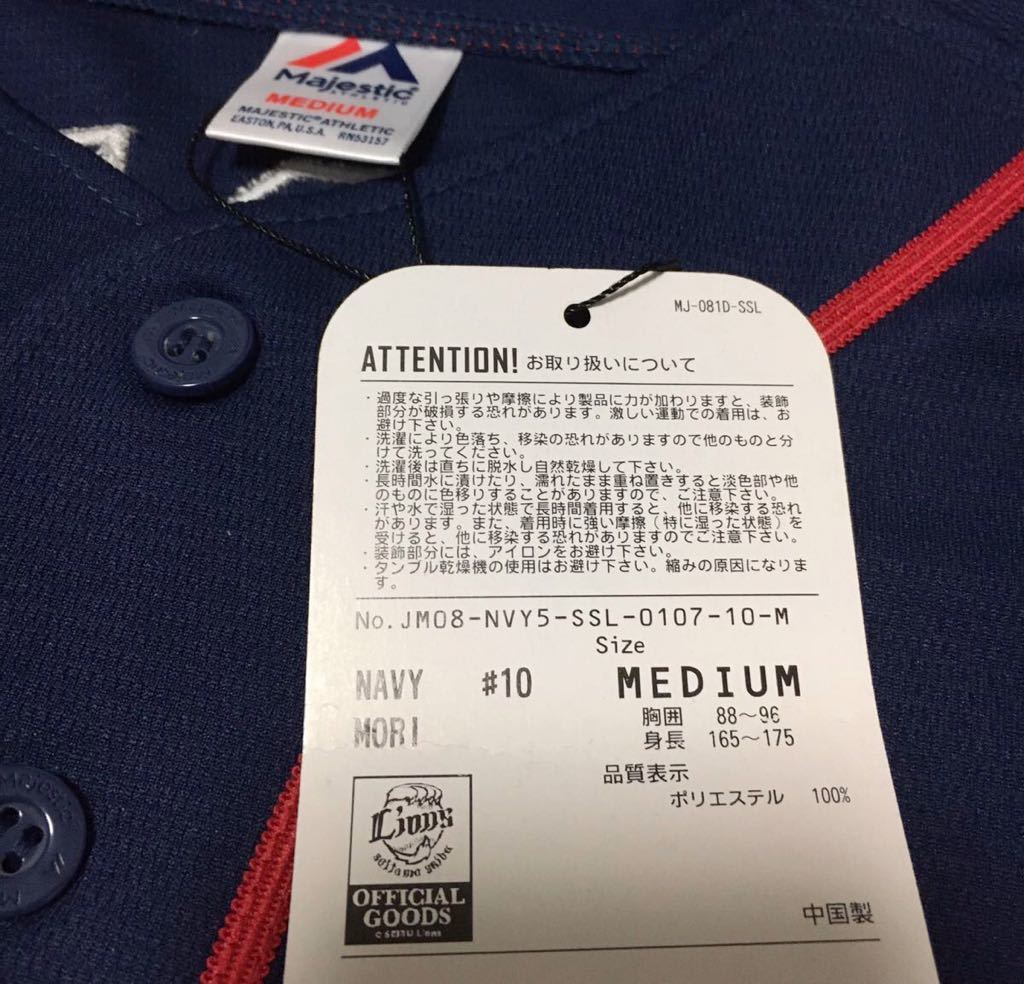 Majestic
ATHLETIC
MEDIUM
MAJESTIC® ATHLETIC
EASTON, PA, U.S.A. RN53157
MJ-081D-SSL
ATTENTION! お取り扱いについて
・過度な引っ張りや摩擦により製品に力が加わりますと、装飾
部分が破損する恐れがあります。激しい運動での着用は、お
避け下さい。
・洗濯により色落ち、移染の恐れがありますので他のものと分
けて洗ってください。
・洗濯後は直ちに脱水し自然乾燥して下さい。
・長時間水に漬けたり、濡れたまま重ね置きすると淡色部や他
のものに色移りすることがありますので、ご注意下さい。
・汗や水で湿った状態で長時間着用すると、他に移染する恐れ
があります。また、着用時に強い摩擦(特に湿った状態)を
受けると、他に移染する恐れがありますのでご注意下さい。
・装飾部分には、アイロンをお避け下さい。
・タンブル乾燥機の使用はお避け下さい。縮みの原因になりま
す。
No.JM08-NVY5-SSL-0107-10-M
Size
NAVY #10 MEDIUM
MORI
胸囲 88～96
身長 165～175
品質表示
ポリエステル 100%
Lions
saitama seibu
OFFICIAL
GOODS
© SEIBU Lions
中国製